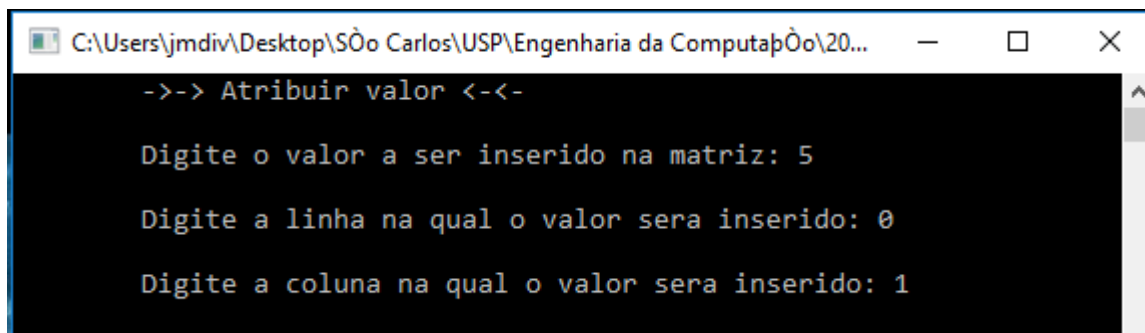 C:\Users\jmdiv\Desktop\SÒo Carlos\USP\Engenharia da ComputaþÒo\20...
->-> Atribuir valor <-<-
Digite o valor a ser inserido na matriz: 5
Digite a linha na qual o valor sera inserido: 0
Digite a coluna na qual o valor sera inserido: 1